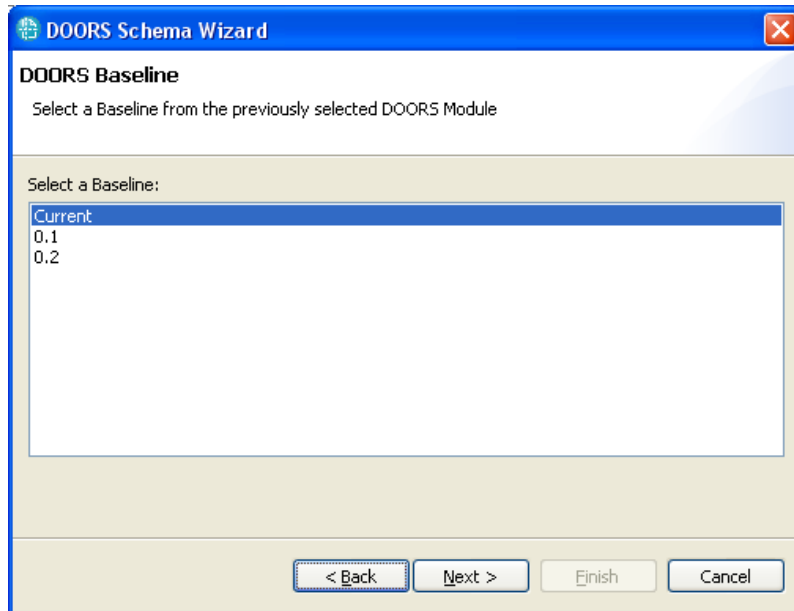 DOORS Schema Wizard
DOORS Baseline
Select a Baseline from the previously selected DOORS Module
Select a Baseline:
Current
0.1
0.2
< Back Next > Finish Cancel